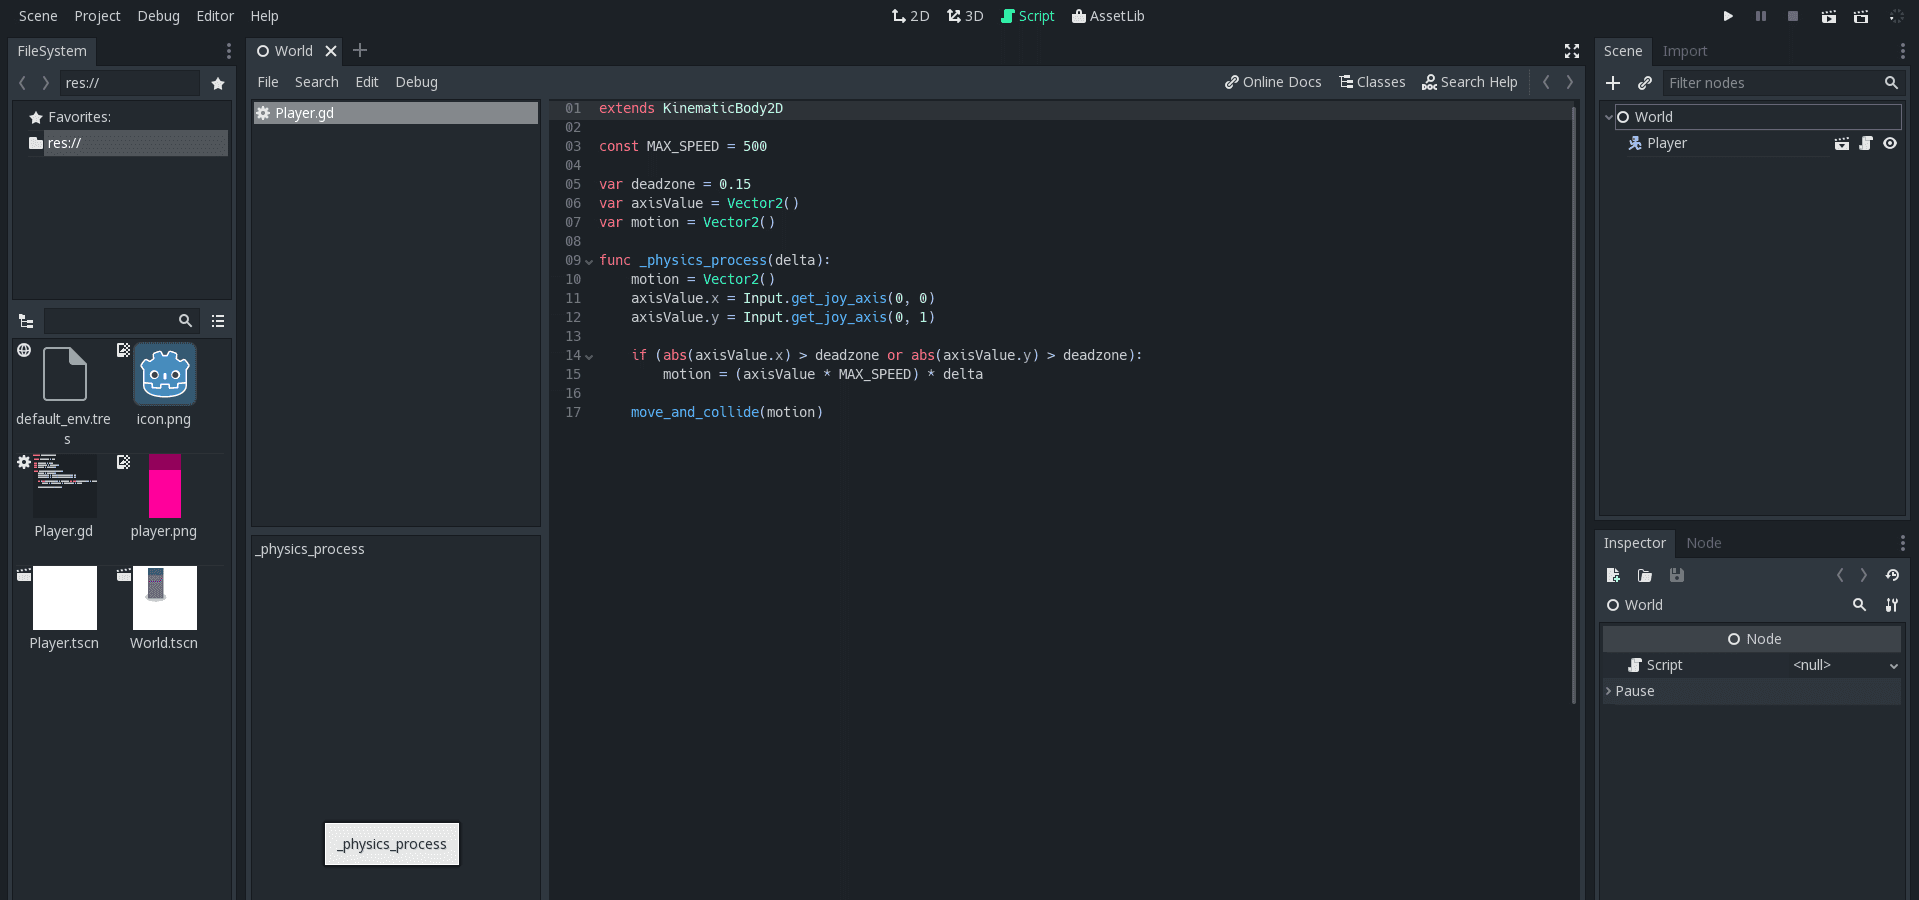 Scene Project Debug Editor Help
2D 3D Script AssetLib
FileSystem
res://
Favorites:
res://
default_env.tre
s
icon.png
Player.gd
player.png
Player.tscn
World.tscn
World
File Search Edit Debug
Online Docs Classes Search Help
Player.gd
_physics_process
_physics_process
01 extends KinematicBody2D
02
03 const MAX_SPEED = 500
04
05 var deadzone = 0.15
06 var axisValue = Vector2()
07 var motion = Vector2()
08
09 func _physics_process(delta):
10 motion = Vector2()
11 axisValue.x = Input.get_joy_axis(0, 0)
12 axisValue.y = Input.get_joy_axis(0, 1)
13
14 if (abs(axisValue.x) > deadzone or abs(axisValue.y) > deadzone):
15 motion = (axisValue * MAX_SPEED) * delta
16
17 move_and_collide(motion)
Scene Import
Filter nodes
World
Player
Inspector Node
World
Node
Script <null>
Pause